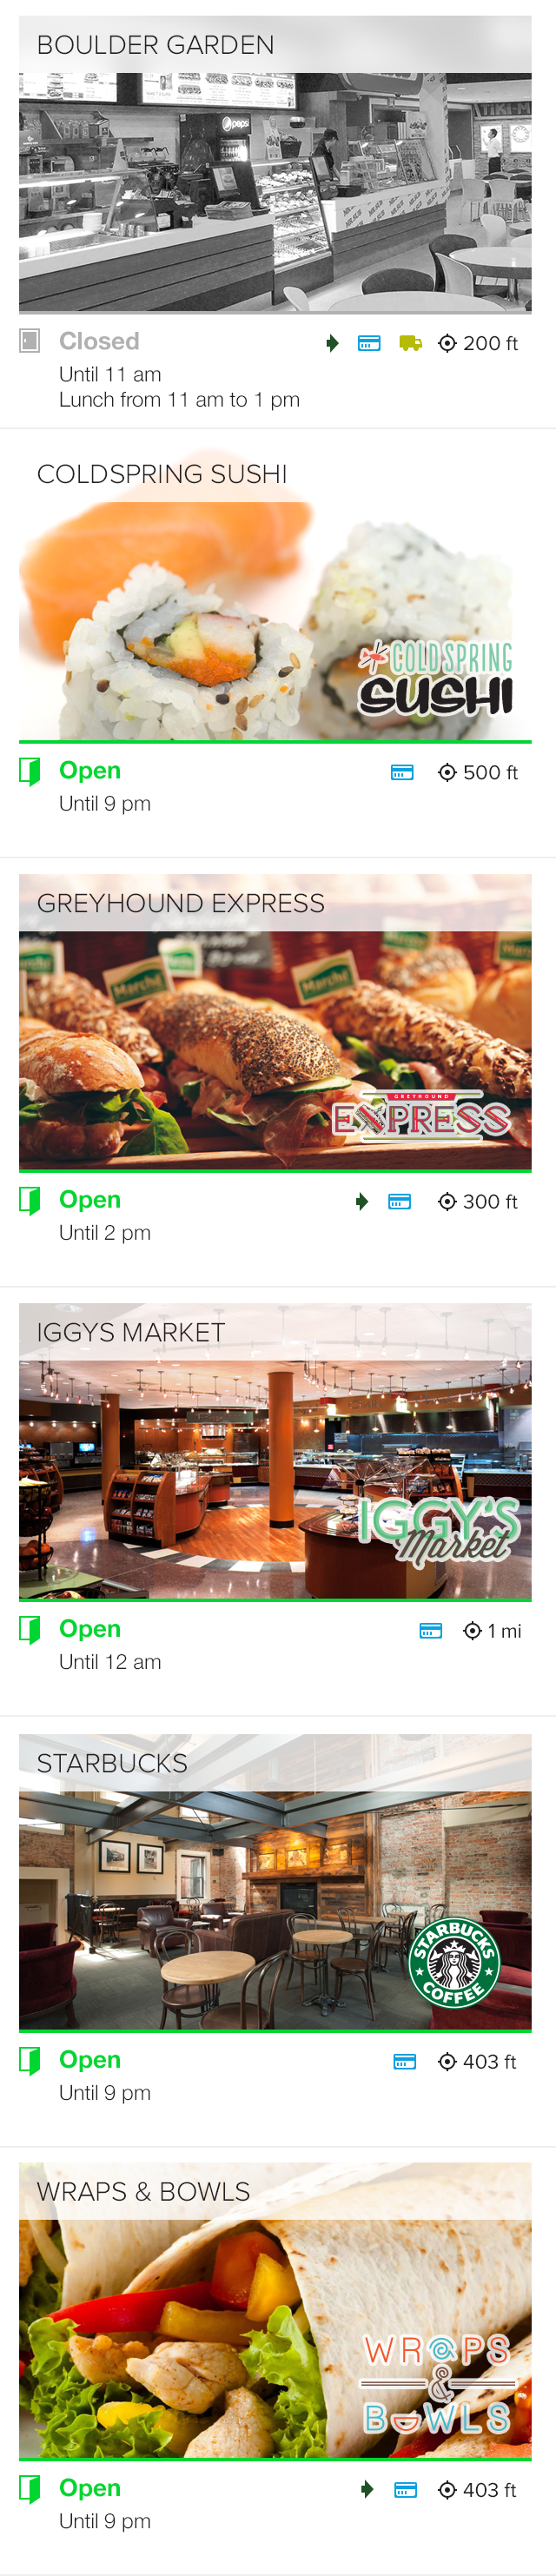 BOULDER GARDEN
pepsi
Closed
200 ft
Until 11 am
Lunch from 11 am to 1 pm
COLDSPRING SUSHI
COLDSPRING
SUSHI
Open
500 ft
Until 9 pm
GREYHOUND EXPRESS
Marché
Marché
GREYHOUND
EXPRESS
Open
300 ft
Until 2 pm
IGGYS MARKET
IGGY'S
Market
Open
1 mi
Until 12 am
STARBUCKS
STARBUCKS
COFFEE
Open
403 ft
Until 9 pm
WRAPS & BOWLS
WRAPS
&
BOWLS
Open
403 ft
Until 9 pm